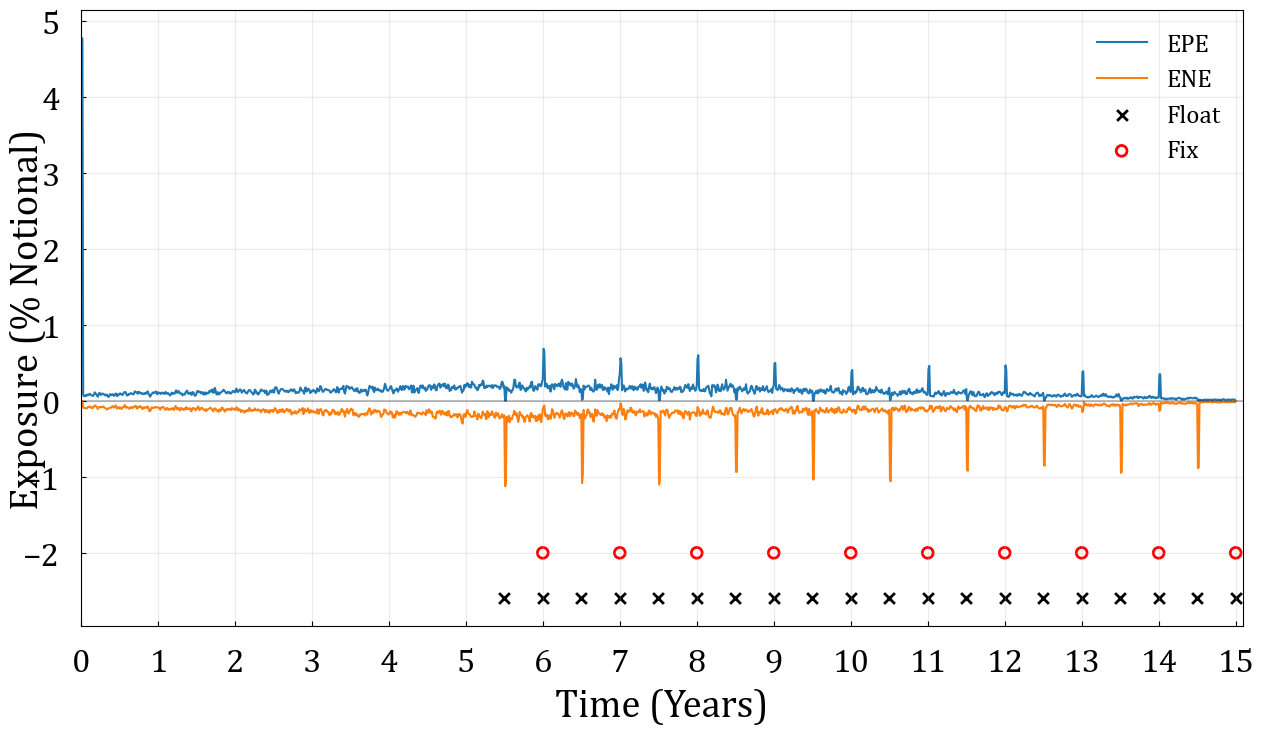 EPE
ENE
Float
Fix
Exposure (% Notional)
5
4
3
2
1
0
−1
−2
0 1 2 3 4 5 6 7 8 9 10 11 12 13 14 15
Time (Years)